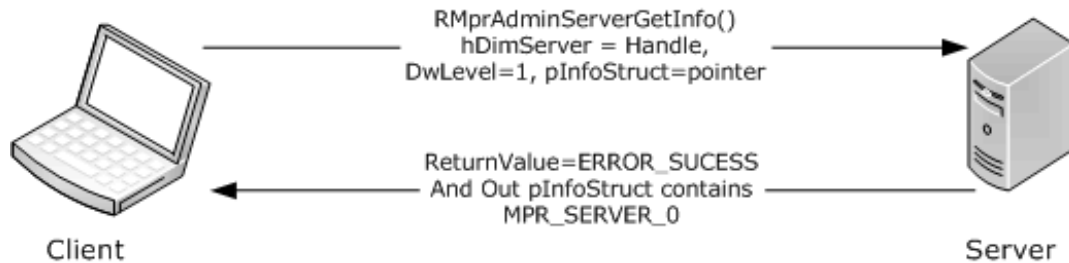 RMprAdminServerGetInfo()
hDimServer = Handle,
DwLevel=1, pInfoStruct=pointer
ReturnValue=ERROR_SUCESS
And Out pInfoStruct contains
MPR_SERVER_0
Client
Server